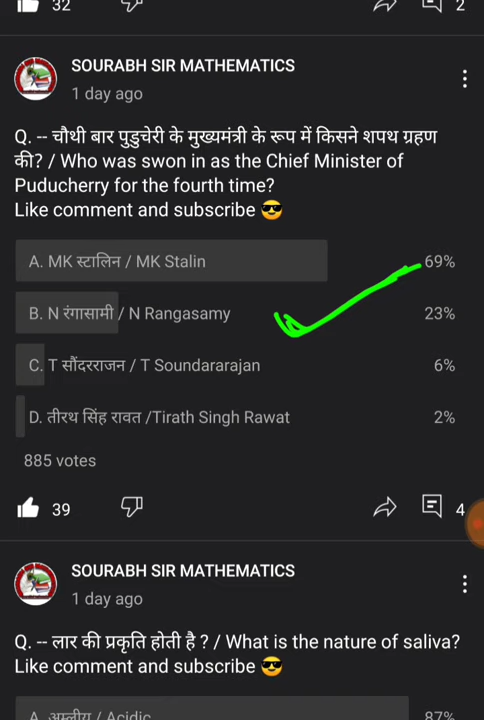 32
2
SOURABH SIR MATHEMATICS
1 day ago
Q. -- चौथी बार पुडुचेरी के मुख्यमंत्री के रूप में किसने शपथ ग्रहण
की? / Who was swon in as the Chief Minister of
Puducherry for the fourth time?
Like comment and subscribe 😎
A. MK स्टालिन / MK Stalin 69%
B. N रंगासामी / N Rangasamy 23%
C. T सौंदरराजन / T Soundararajan 6%
D. तीरथ सिंह रावत /Tirath Singh Rawat 2%
885 votes
39
4
SOURABH SIR MATHEMATICS
1 day ago
Q. -- लार की प्रकृति होती है ? / What is the nature of saliva?
Like comment and subscribe 😎
A. अम्लीय / Acidic 87%